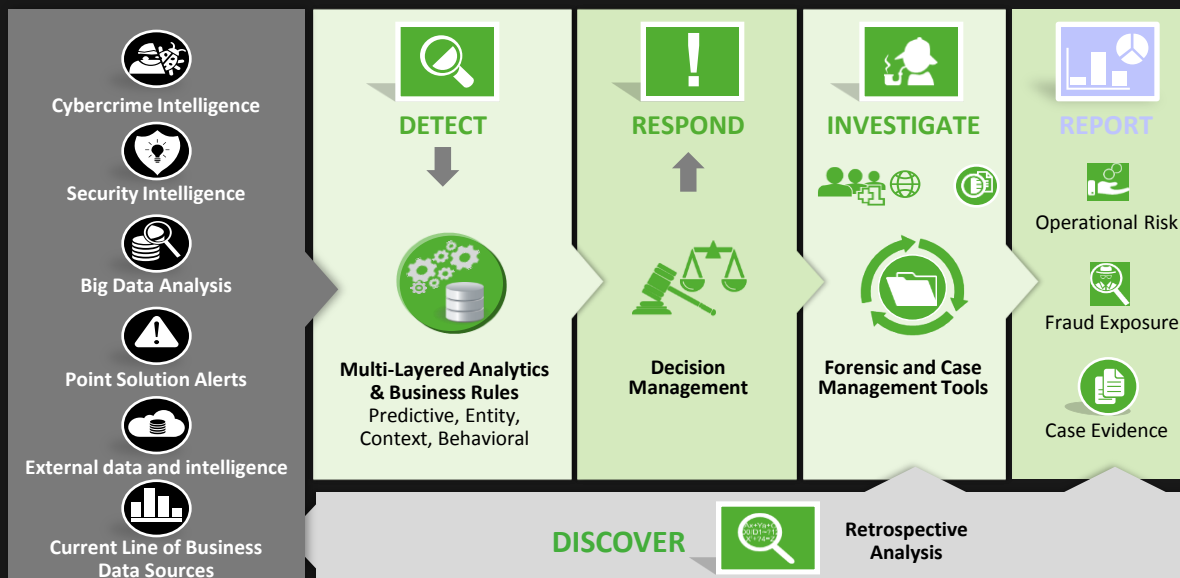 Cybercrime Intelligence
Security Intelligence
Big Data Analysis
Point Solution Alerts
External data and intelligence
Current Line of Business
Data Sources
DETECT
Multi-Layered Analytics
& Business Rules
Predictive, Entity,
Context, Behavioral
RESPOND
Decision
Management
INVESTIGATE
Forensic and Case
Management Tools
REPORT
Operational Risk
Fraud Exposure
Case Evidence
DISCOVER
Retrospective
Analysis